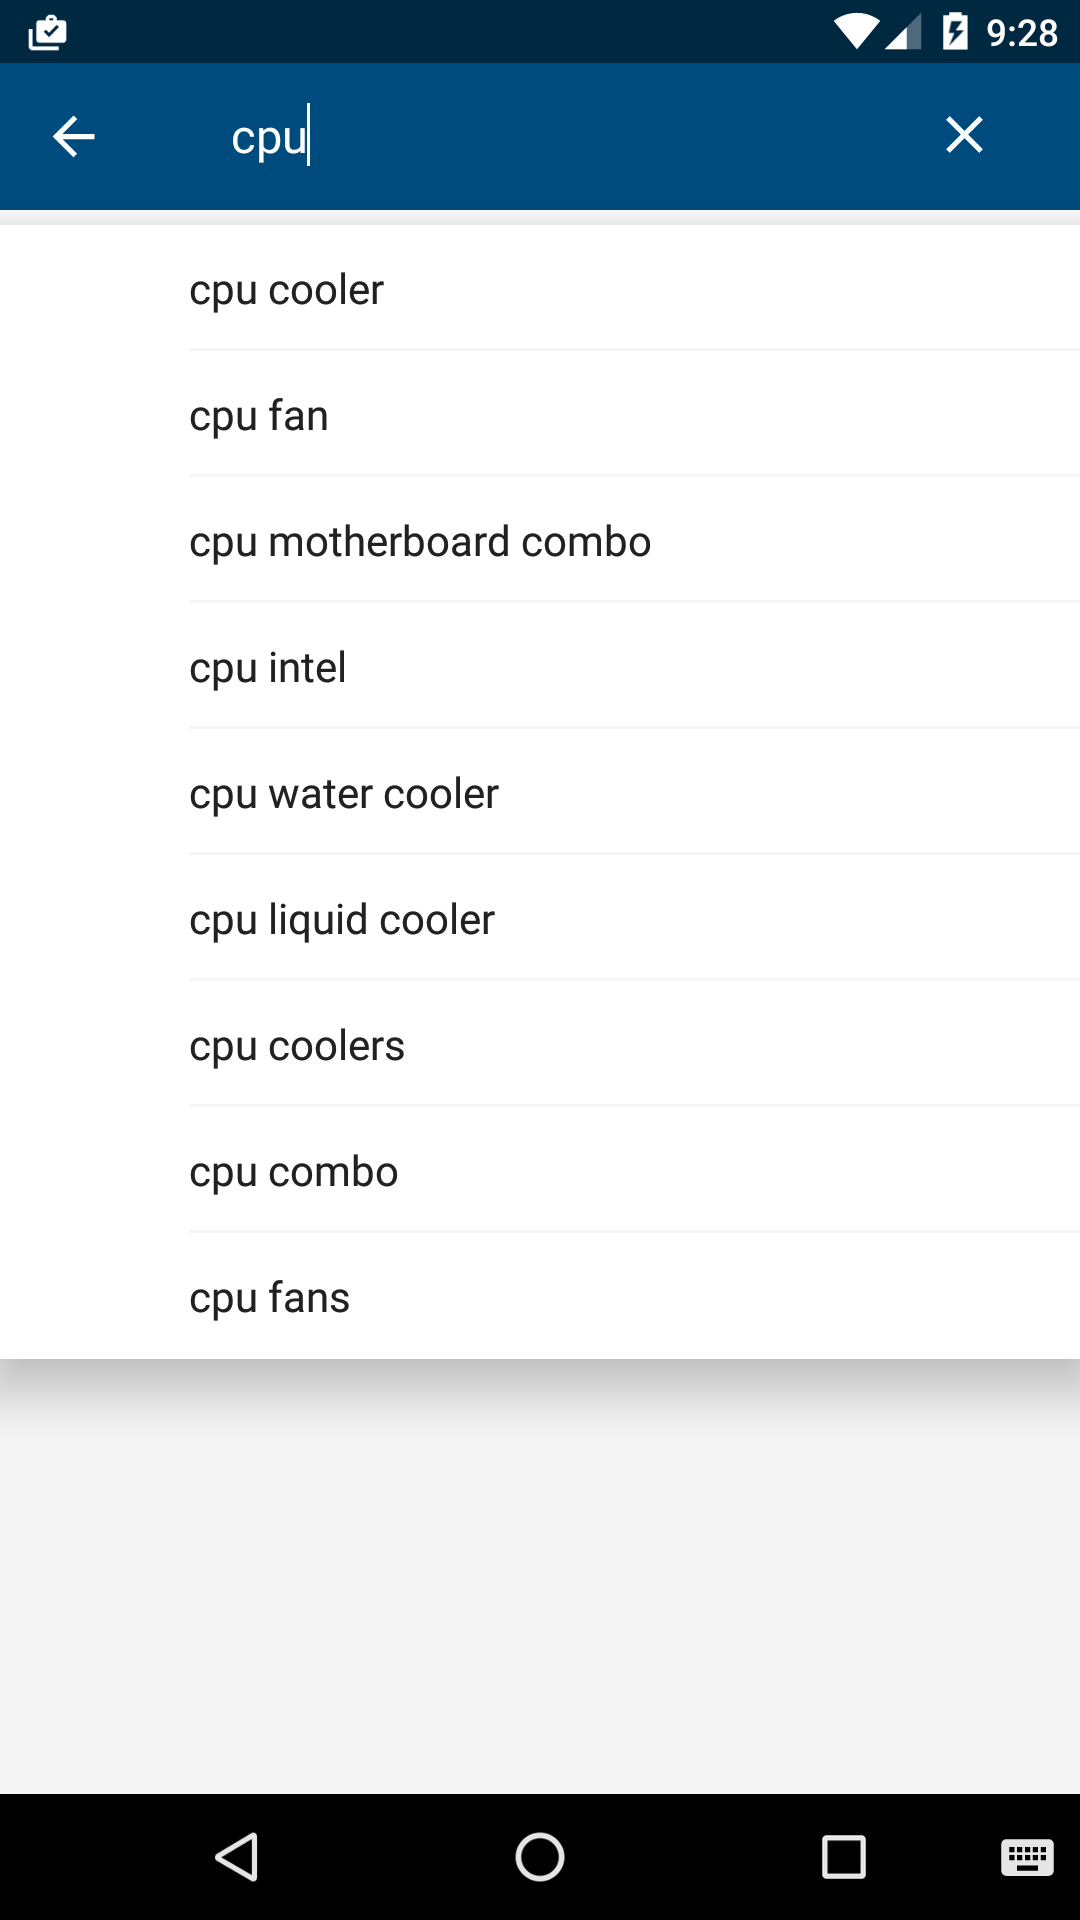 9:28
cpu
cpu cooler
cpu fan
cpu motherboard combo
cpu intel
cpu water cooler
cpu liquid cooler
cpu coolers
cpu combo
cpu fans